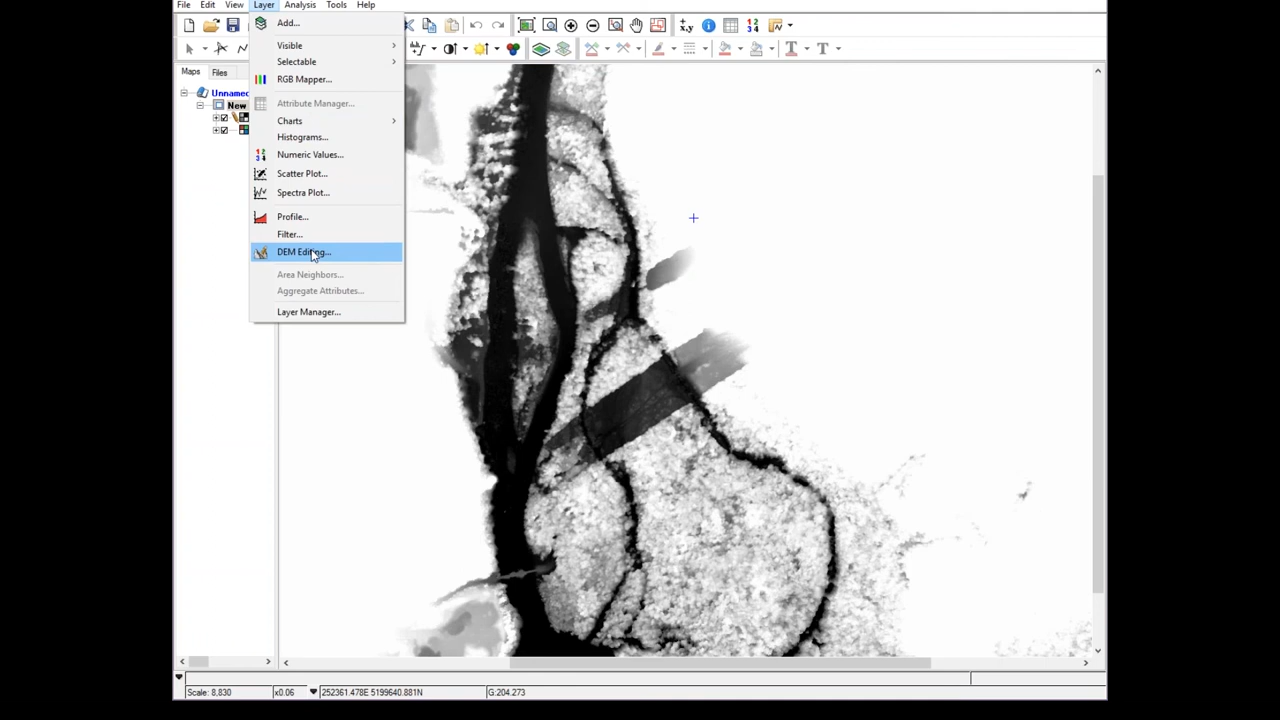 File Edit View Layer Analysis Tools Help
Add...
Visible
Selectable
RGB Mapper...
Attribute Manager...
Charts
Histograms...
Numeric Values...
Scatter Plot...
Spectra Plot...
Profile...
Filter...
DEM Editing...
Area Neighbors...
Aggregate Attributes...
Layer Manager...
Maps Files
Unnamed
New
Scale: 8,830 x0.06 252361.478E 5199640.881N G:204.273